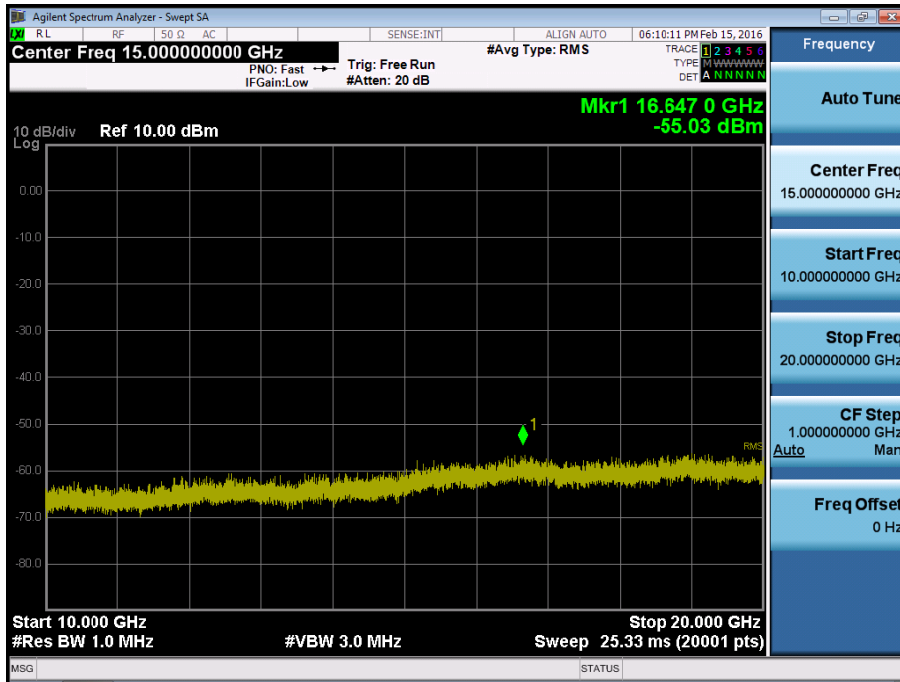 Agilent Spectrum Analyzer - Swept SA
LXI RL RF 50 Ω AC SENSE:INT ALIGN AUTO 06:10:11 PM Feb 15, 2016
Center Freq 15.000000000 GHz
PNO: Fast
IFGain:Low
Trig: Free Run
#Atten: 20 dB
#Avg Type: RMS
TRACE 1 2 3 4 5 6
TYPE M WWWWW
DET A N N N N N
Mkr1 16.647 0 GHz
-55.03 dBm
10 dB/div Ref 10.00 dBm
Log
0.00
-10.0
-20.0
-30.0
-40.0
-50.0
-60.0
-70.0
-80.0
1
RMS
Start 10.000 GHz Stop 20.000 GHz
#Res BW 1.0 MHz #VBW 3.0 MHz Sweep 25.33 ms (20001 pts)
MSG STATUS
Frequency
Auto Tune
Center Freq
15.000000000 GHz
Start Freq
10.000000000 GHz
Stop Freq
20.000000000 GHz
CF Step
1.000000000 GHz
Auto Man
Freq Offset
0 Hz